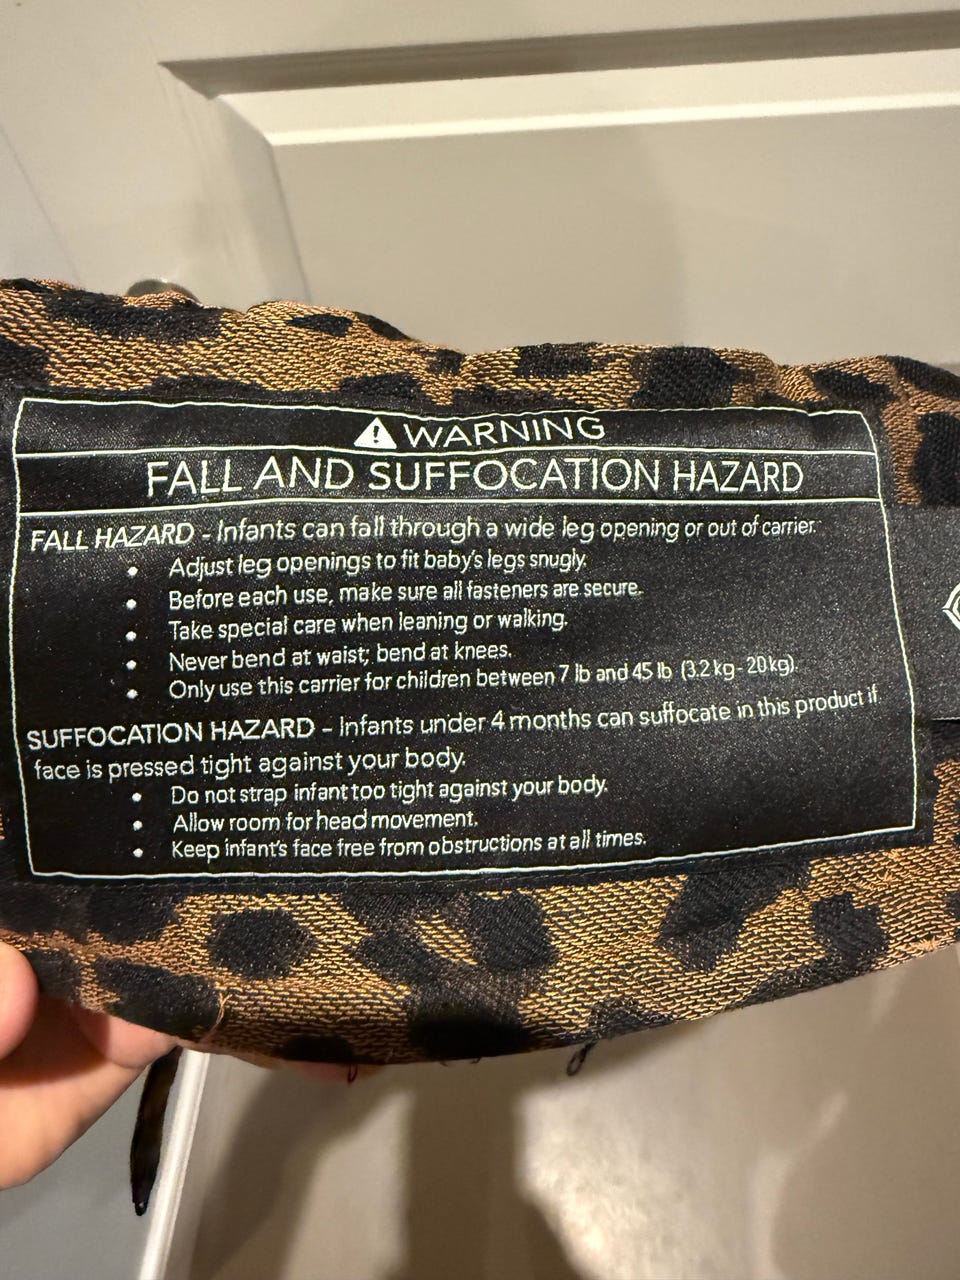 WARNING
FALL AND SUFFOCATION HAZARD
FALL HAZARD - Infants can fall through a wide leg opening or out of carrier.
• Adjust leg openings to fit baby's legs snugly.
• Before each use, make sure all fasteners are secure.
• Take special care when leaning or walking.
• Never bend at waist; bend at knees.
• Only use this carrier for children between 7 lb and 45 lb (3.2 kg - 20 kg).
SUFFOCATION HAZARD - Infants under 4 months can suffocate in this product if
face is pressed tight against your body.
• Do not strap infant too tight against your body.
• Allow room for head movement.
• Keep infant's face free from obstructions at all times.